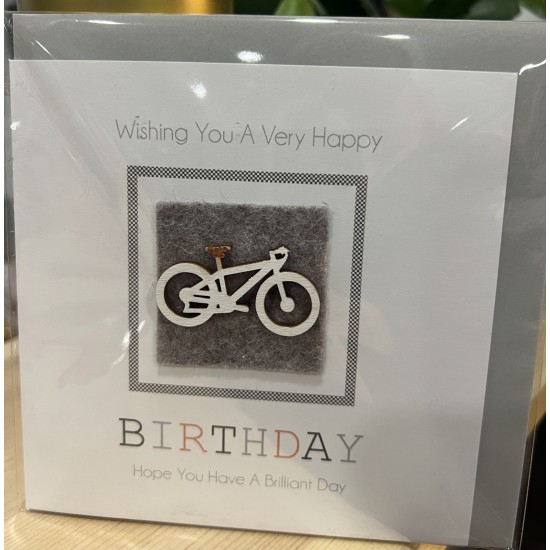 Wishing You A Very Happy
BIRTHDAY
Hope You Have A Brilliant Day